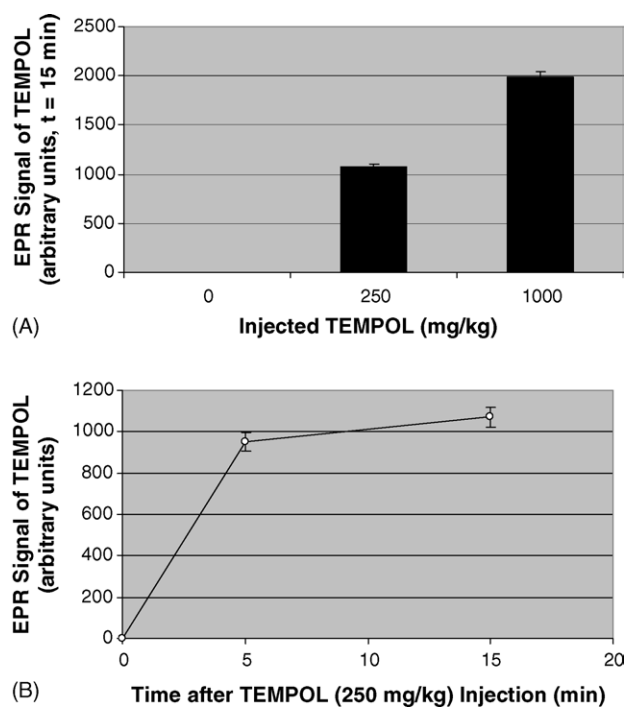 2500
2000
1500
1000
500
0
EPR Signal of TEMPOL
(arbitrary units, t = 15 min)
0 250 1000
(A) Injected TEMPOL (mg/kg)
1200
1000
800
600
400
200
0
EPR Signal of TEMPOL
(arbitrary units)
0 5 10 15 20
(B) Time after TEMPOL (250 mg/kg) Injection (min)